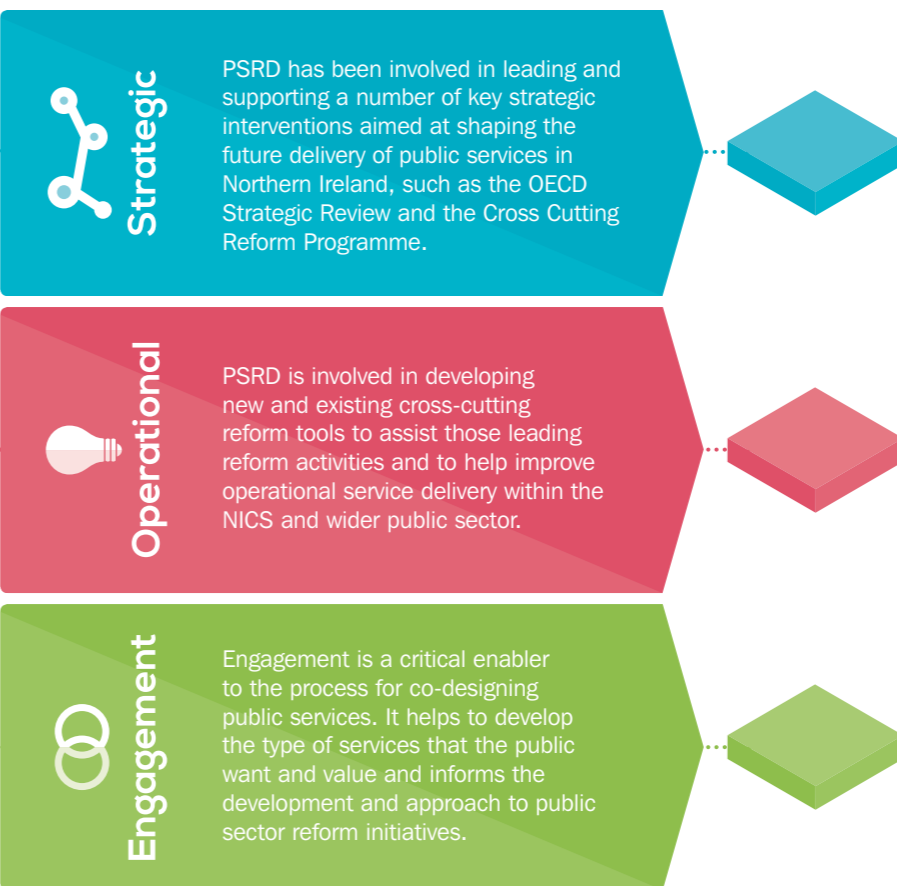 Strategic
PSRD has been involved in leading and
supporting a number of key strategic
interventions aimed at shaping the
future delivery of public services in
Northern Ireland, such as the OECD
Strategic Review and the Cross Cutting
Reform Programme.
Operational
PSRD is involved in developing
new and existing cross-cutting
reform tools to assist those leading
reform activities and to help improve
operational service delivery within the
NICS and wider public sector.
Engagement
Engagement is a critical enabler
to the process for co-designing
public services. It helps to develop
the type of services that the public
want and value and informs the
development and approach to public
sector reform initiatives.